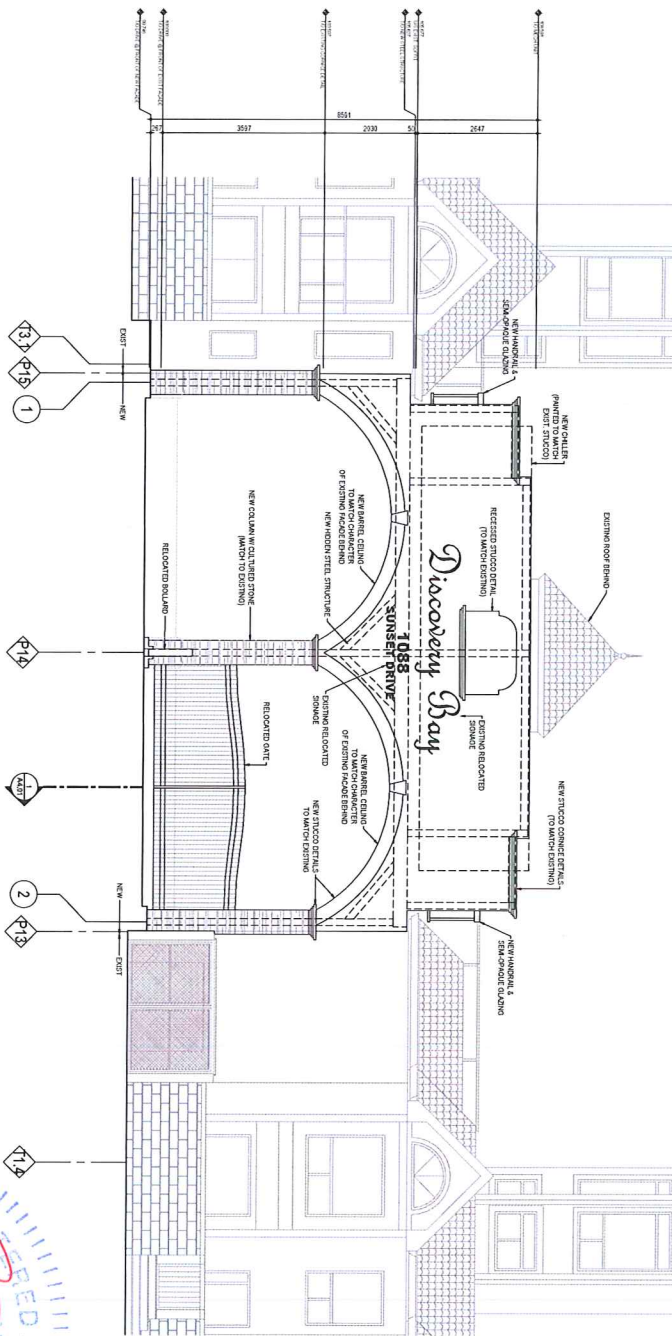 NEW CHILLER
(PAINTED TO MATCH
EXIST. STUCCO)
EXISTING ROOF BEHIND
NEW STUCCO CORNICE DETAILS
(TO MATCH EXISTING)
NEW HANDRAIL &
SEMI-OPAQUE GLAZING
RECESSED STUCCO DETAIL
(TO MATCH EXISTING)
EXISTING RELOCATED
SIGNAGE
NEW HANDRAIL &
SEMI-OPAQUE GLAZING
Discovery Bay
1088
SUNSET DRIVE
NEW BARREL CEILING
TO MATCH CHARACTER
OF EXISTING FACADE BEHIND
NEW HIDDEN STEEL STRUCTURE
EXISTING RELOCATED
SIGNAGE
NEW BARREL CEILING
TO MATCH CHARACTER
OF EXISTING FACADE BEHIND
NEW STUCCO DETAILS
TO MATCH EXISTING
NEW COLUMN W/ CULTURED STONE
(MATCH TO EXISTING)
RELOCATED BOLLARD
RELOCATED GATE
2647
50
2030
3597
267
8591
EXIST
NEW
NEW
EXIST
T3.1
P15
1
P14
1
A4.01
2
P13
T1.4